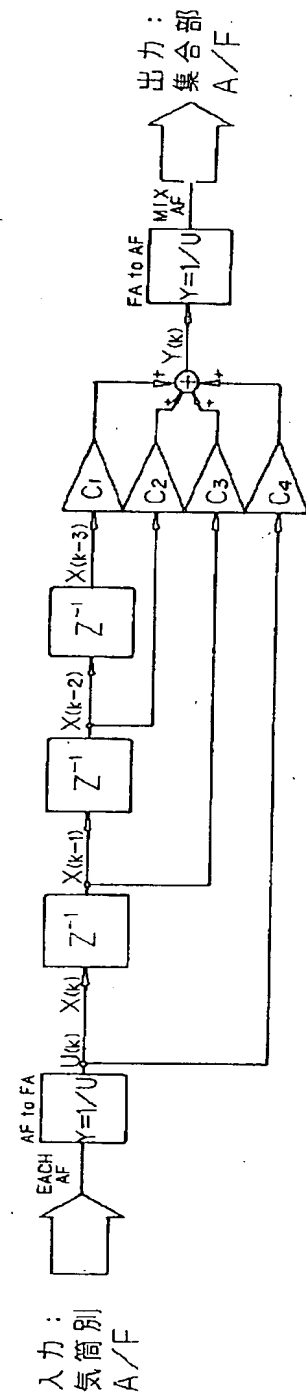 入力：
気筒別
A/F
EACH
AF
AF to FA
Y=1/U
U(k)
X(k)
Z⁻¹
X(k-1)
Z⁻¹
X(k-2)
Z⁻¹
X(k-3)
C₁
C₂
C₃
C₄
+
+
+
+
Y(k)
FA to AF
Y=1/U
MIX
AF
出力：
集合部
A/F